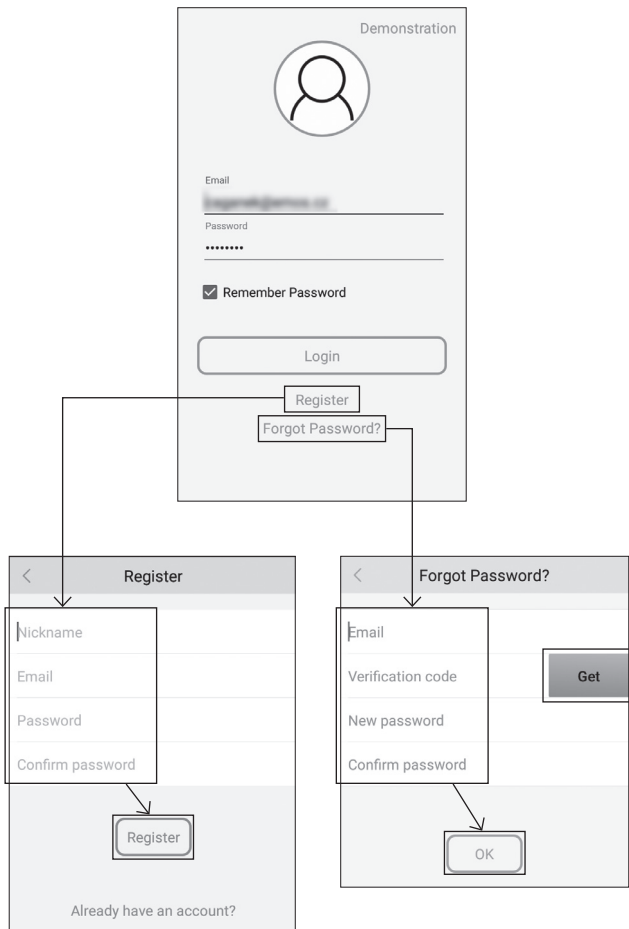 Demonstration
Email
Password
••••••••
Remember Password
Login
Register
Forgot Password?
Register
Nickname
Email
Password
Confirm password
Register
Already have an account?
Forgot Password?
Email
Verification code
Get
New password
Confirm password
OK